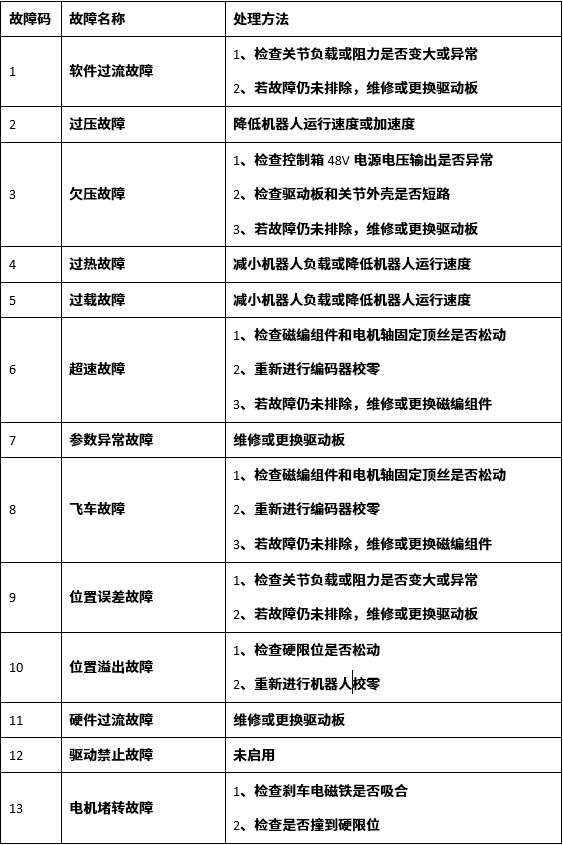 故障码 故障名称 处理方法
1 软件过流故障 1、检查关节负载或阻力是否变大或异常
2、若故障仍未排除，维修或更换驱动板
2 过压故障 降低机器人运行速度或加速度
3 欠压故障 1、检查控制箱 48V 电源电压输出是否异常
2、检查驱动板和关节外壳是否短路
3、若故障仍未排除，维修或更换驱动板
4 过热故障 减小机器人负载或降低机器人运行速度
5 过载故障 减小机器人负载或降低机器人运行速度
6 超速故障 1、检查磁编组件和电机轴固定顶丝是否松动
2、重新进行编码器校零
3、若故障仍未排除，维修或更换磁编组件
7 参数异常故障 维修或更换驱动板
8 飞车故障 1、检查磁编组件和电机轴固定顶丝是否松动
2、重新进行编码器校零
3、若故障仍未排除，维修或更换磁编组件
9 位置误差故障 1、检查关节负载或阻力是否变大或异常
2、若故障仍未排除，维修或更换驱动板
10 位置溢出故障 1、检查硬限位是否松动
2、重新进行机器人校零
11 硬件过流故障 维修或更换驱动板
12 驱动禁止故障 未启用
13 电机堵转故障 1、检查刹车电磁铁是否吸合
2、检查是否撞到硬限位